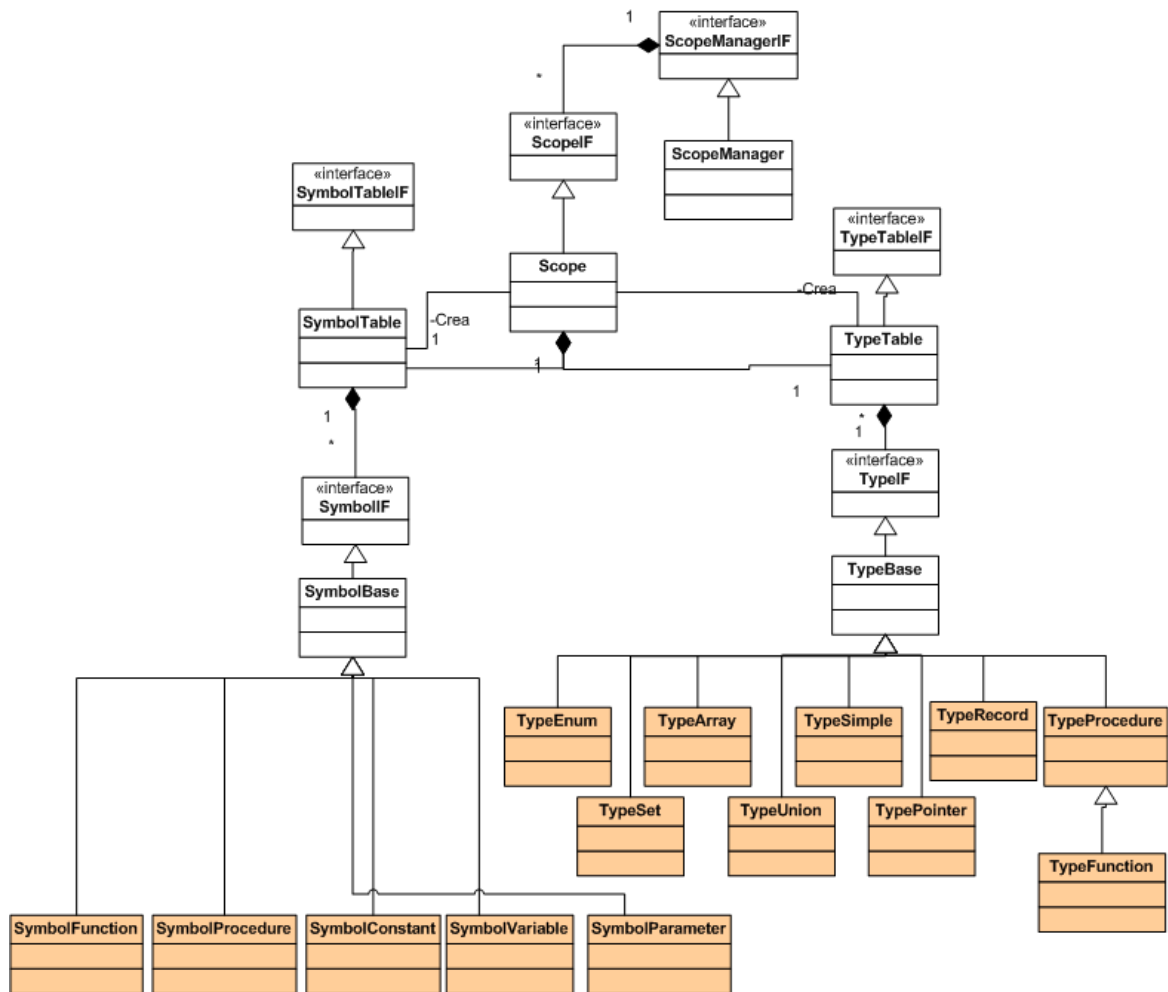 1
«interface»
ScopeManagerIF
*
«interface»
ScopeIF
ScopeManager
«interface»
SymbolTableIF
«interface»
TypeTableIF
Scope
-Crea
-Crea
SymbolTable
1
TypeTable
1
1
1
1
*
*
1
«interface»
TypeIF
«interface»
SymbolIF
TypeBase
SymbolBase
TypeEnum
TypeArray
TypeSimple
TypeRecord
TypeProcedure
TypeSet
TypeUnion
TypePointer
TypeFunction
SymbolFunction
SymbolProcedure
SymbolConstant
SymbolVariable
SymbolParameter